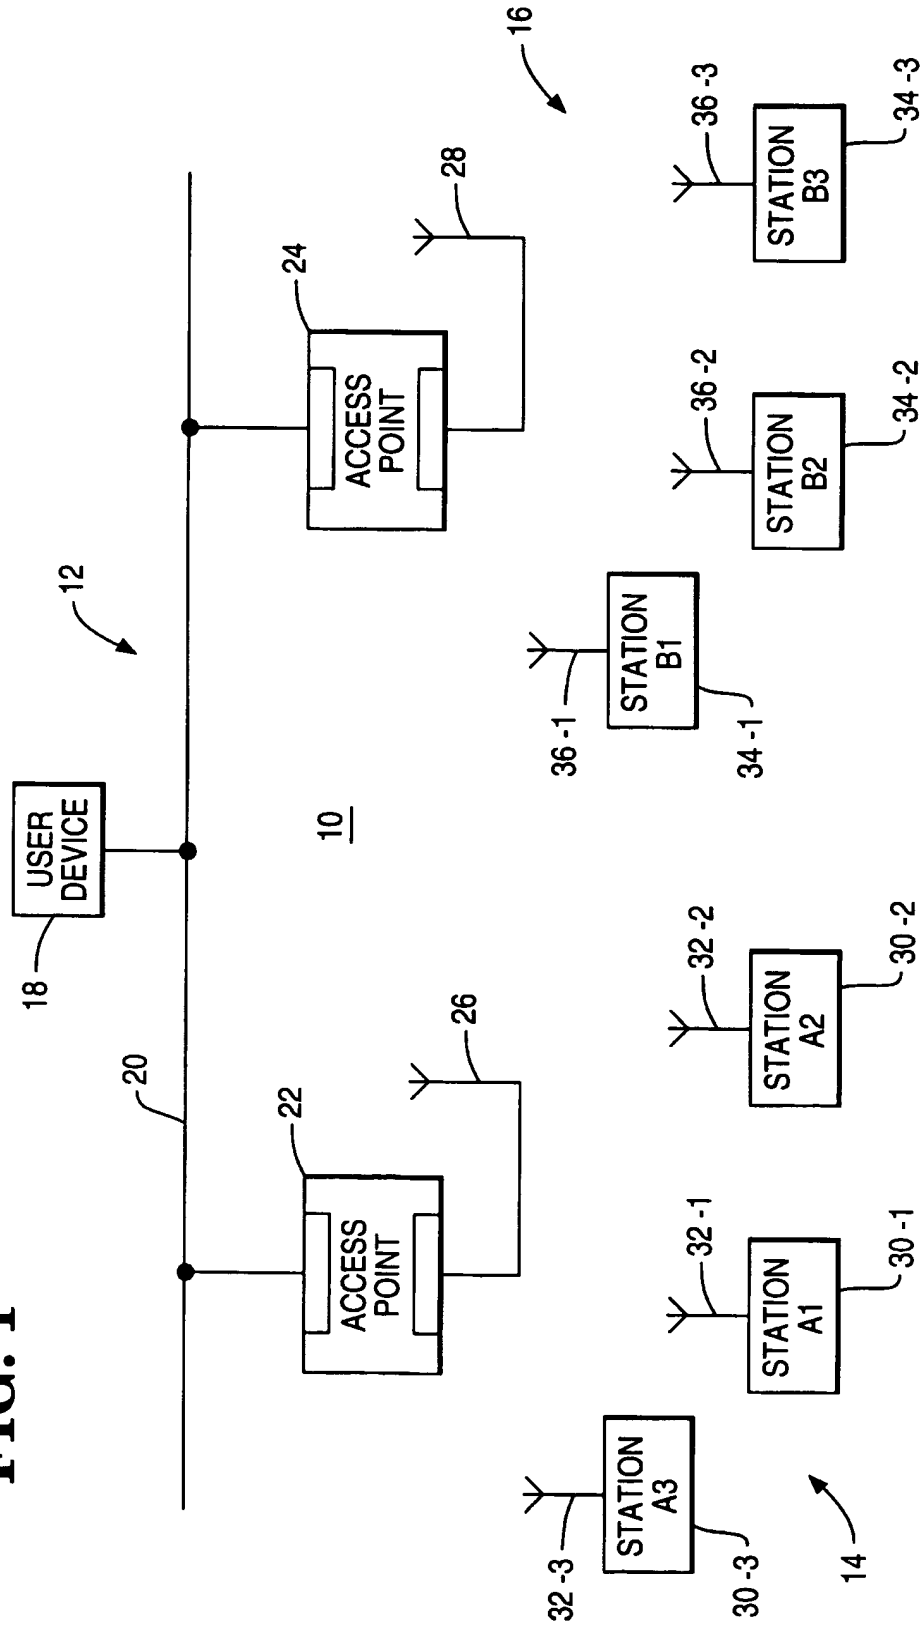 FIG. 1
USER
DEVICE
18
12
16
20
22
24
ACCESS
POINT
ACCESS
POINT
26
28
10
32-3
STATION
A3
30-3
32-1
STATION
A1
30-1
32-2
STATION
A2
30-2
36-1
STATION
B1
34-1
36-2
STATION
B2
34-2
36-3
STATION
B3
34-3
14